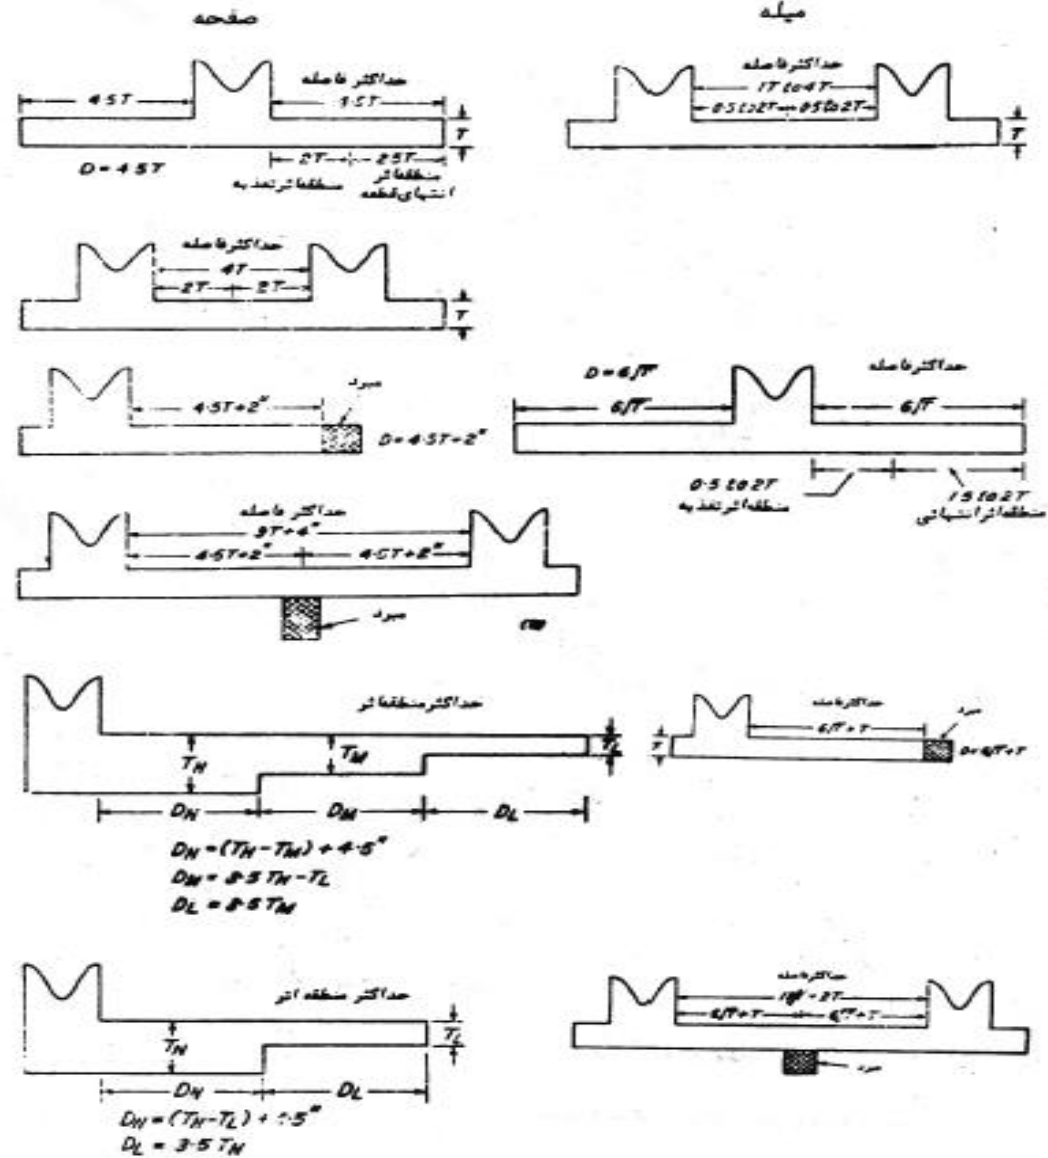 صفحه
میله
حداکثر فاصله
4.5T
4.5T
T
D = 4.5T
2T
2.5T
منطقه اثر تغذیه
منطقه اثر
انتهای قطعه
حداکثر فاصله
1T to 4T
0.5 to 2T
0.5 to 2T
T
حداکثر فاصله
4T
2T
2T
T
4.5T+2"
مبرد
D = 4.5T+2"
D = 6√T
حداکثر فاصله
6√T
6√T
0.5 to 2T
منطقه اثر تغذیه
1.5 to 2T
منطقه اثر انتهائی
حداکثر فاصله
9T+4"
4.5T+2"
4.5T+2"
مبرد
حداکثر منطقه اثر
TH
TM
TL
DH
DM
DL
DH = (TH - TM) + 4.5"
DM = 3.5 TH - TL
DL = 3.5 TM
حداکثر فاصله
6√T+T
مبرد
T
D=6√T+T
حداکثر منطقه اثر
TH
TL
DH
DL
DH = (TH - TL) +
DL = 3.5 TH
حداکثر فاصله
6√T+T
6√T+T
مبرد